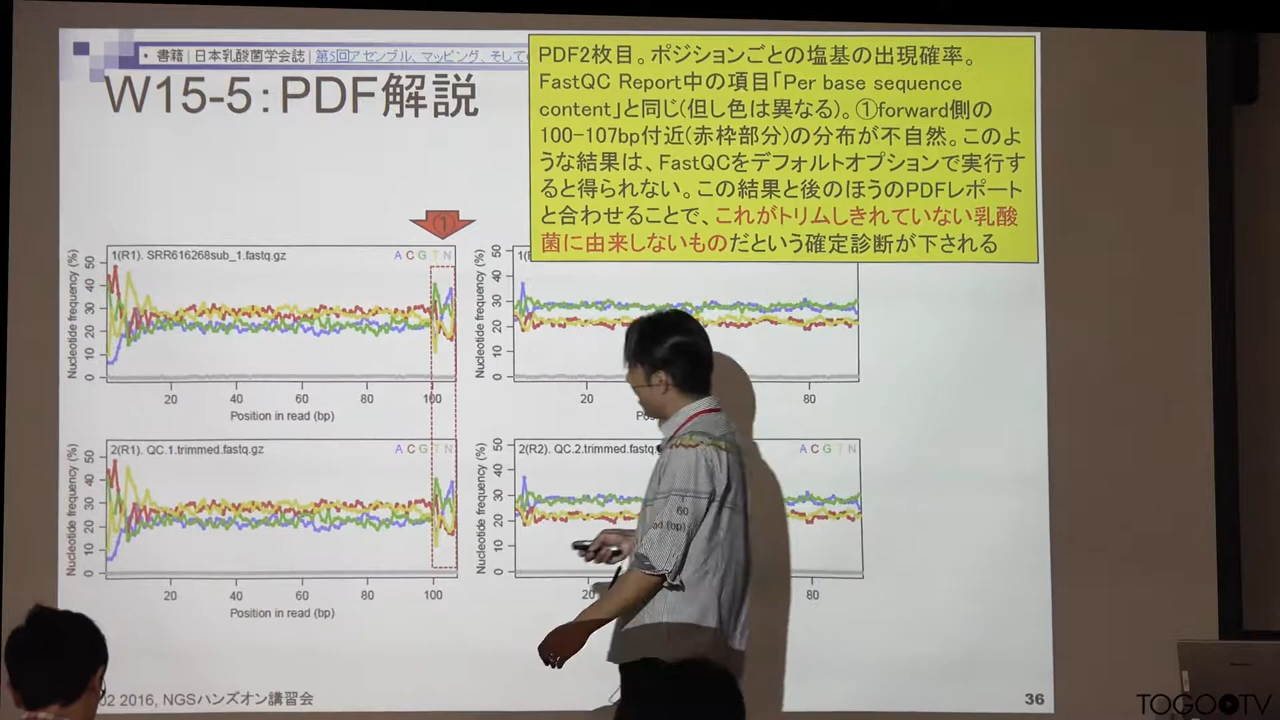 ・書籍 | 日本乳酸菌学会誌 | 第5回アセンブル、マッピング、そして
W15-5：PDF解説
PDF2枚目。ポジションごとの塩基の出現確率。
FastQC Report中の項目「Per base sequence
content」と同じ(但し色は異なる)。①forward側の
100-107bp付近(赤枠部分)の分布が不自然。このよ
うな結果は、FastQCをデフォルトオプションで実行す
ると得られない。この結果と後のほうのPDFレポート
と合わせることで、これがトリムしきれていない乳酸
菌に由来しないものだという確定診断が下される
①
1(R1). SRR616268sub_1.fastq.gz
A C G T N
Nucleotide frequency (%)
50
40
30
20
10
0
20 40 60 80 100
Position in read (bp)
Nucleotide frequency (%)
50
40
30
20
10
0
20
80
2(R1). QC.1.trimmed.fastq.gz
A C G T N
Nucleotide frequency (%)
50
40
30
20
10
0
20 40 60 80 100
Position in read (bp)
2(R2). QC.2.trimmed.fastq.
A C G T N
Nucleotide frequency (%)
50
40
30
20
10
0
20
60
80
ad (bp)
02 2016, NGSハンズオン講習会
36
TOGOTV